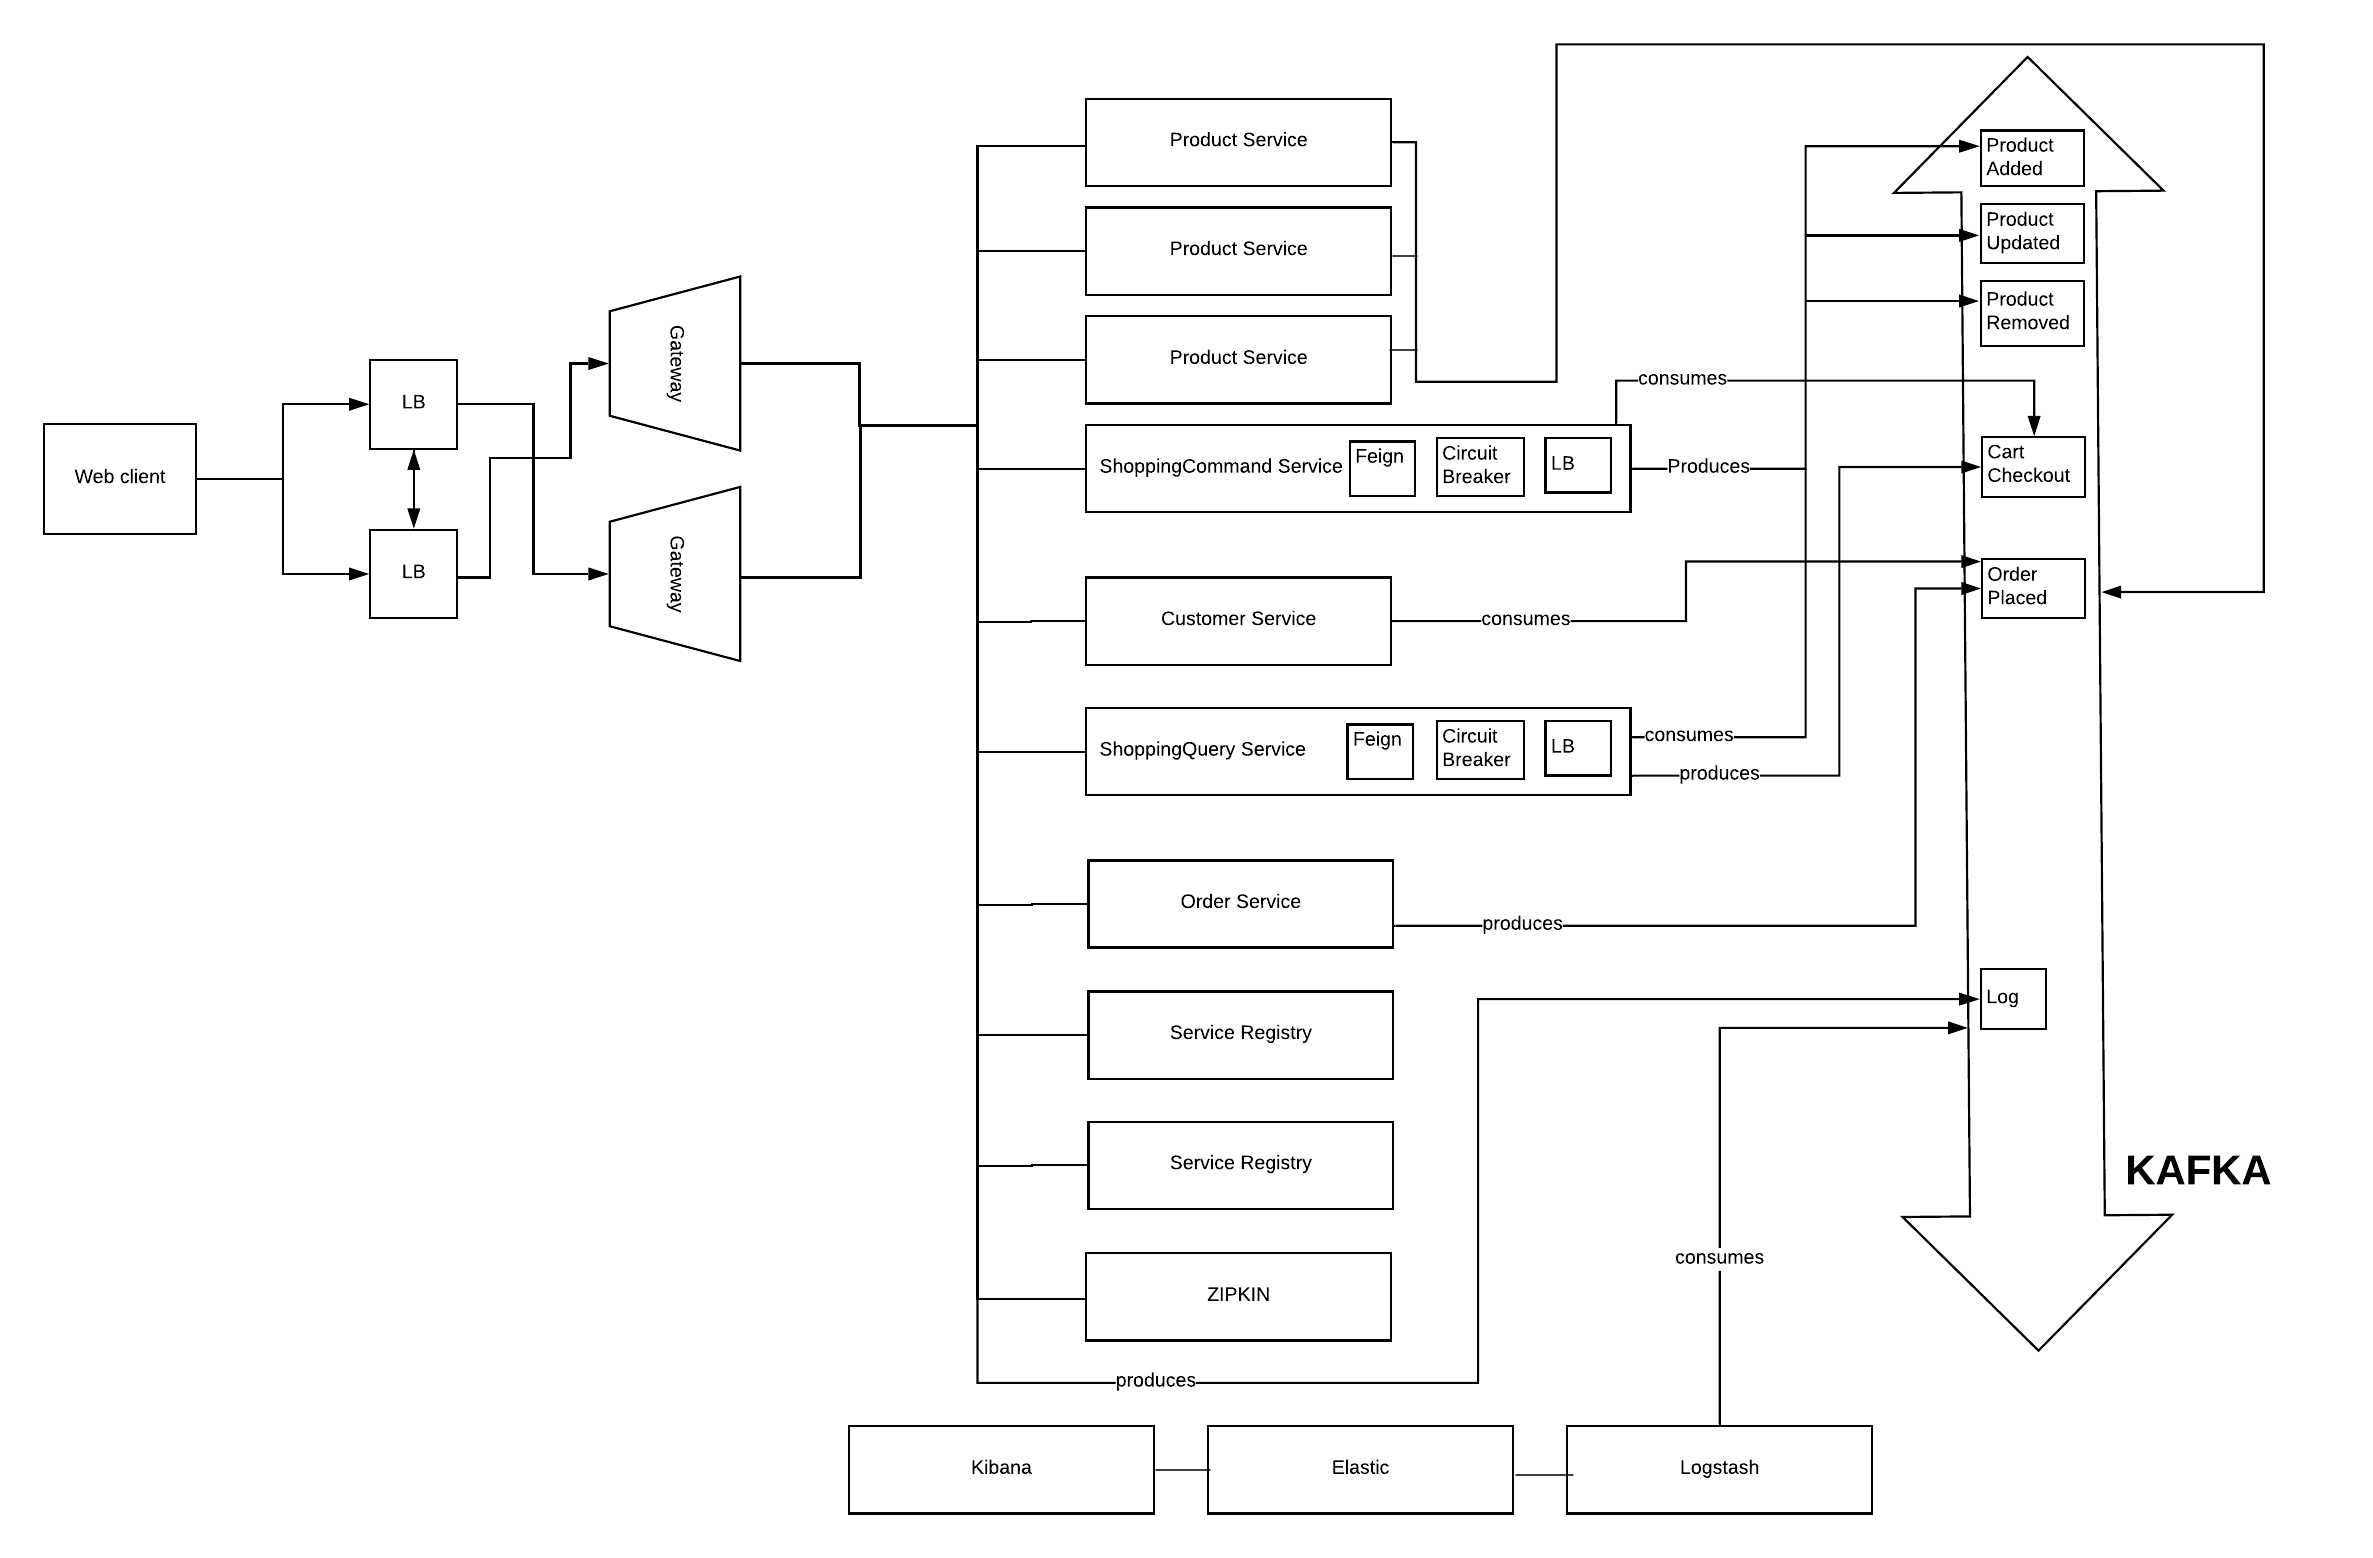 Web client
LB
LB
Gateway
Gateway
Product Service
Product Service
Product Service
ShoppingCommand Service
Feign
Circuit
Breaker
LB
Customer Service
ShoppingQuery Service
Feign
Circuit
Breaker
LB
Order Service
Service Registry
Service Registry
ZIPKIN
produces
Kibana
Elastic
Logstash
consumes
Produces
consumes
consumes
produces
produces
consumes
Product
Added
Product
Updated
Product
Removed
Cart
Checkout
Order
Placed
Log
KAFKA